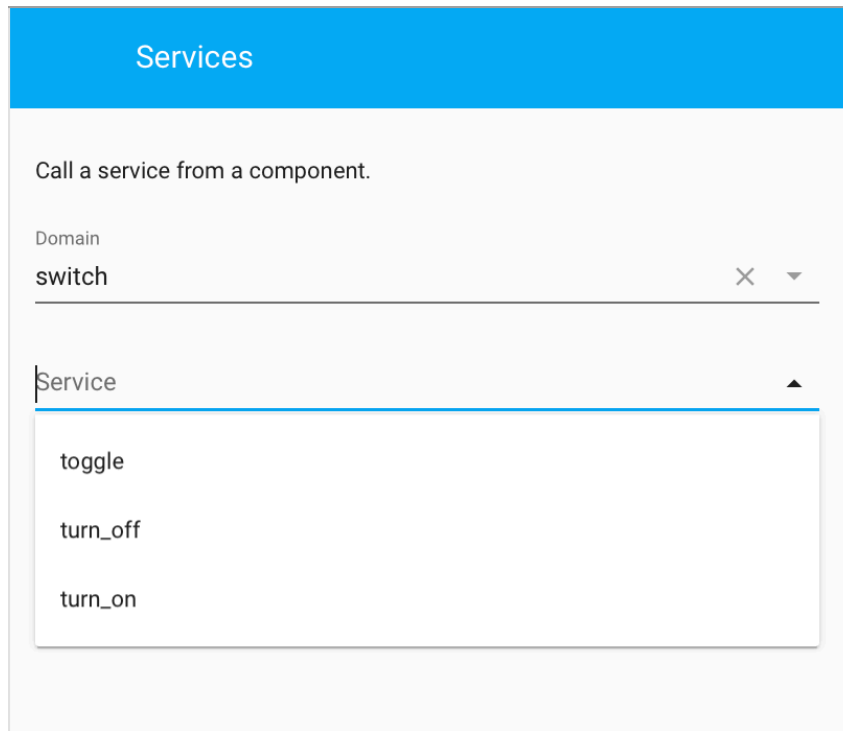 Services
Call a service from a component.
Domain
switch
Service
toggle
turn_off
turn_on